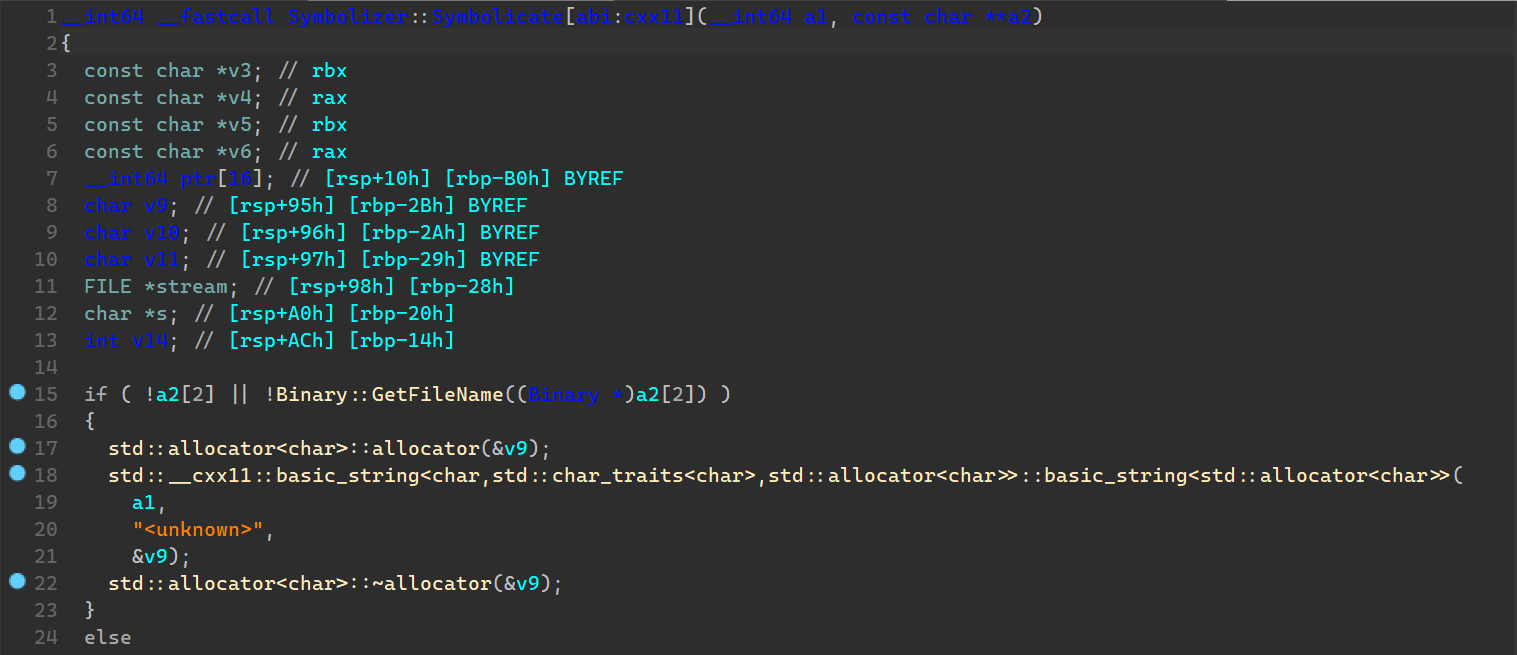 1 __int64 __fastcall Symbolizer::Symbolicate[abi:cxx11](__int64 a1, const char **a2)
2 {
3 const char *v3; // rbx
4 const char *v4; // rax
5 const char *v5; // rbx
6 const char *v6; // rax
7 __int64 ptr[16]; // [rsp+10h] [rbp-B0h] BYREF
8 char v9; // [rsp+95h] [rbp-2Bh] BYREF
9 char v10; // [rsp+96h] [rbp-2Ah] BYREF
10 char v11; // [rsp+97h] [rbp-29h] BYREF
11 FILE *stream; // [rsp+98h] [rbp-28h]
12 char *s; // [rsp+A0h] [rbp-20h]
13 int v14; // [rsp+ACh] [rbp-14h]
14
15 if ( !a2[2] || !Binary::GetFileName((Binary *)a2[2]) )
16 {
17 std::allocator<char>::allocator(&v9);
18 std::__cxx11::basic_string<char,std::char_traits<char>,std::allocator<char>>::basic_string<std::allocator<char>>(
19 a1,
20 "<unknown>",
21 &v9);
22 std::allocator<char>::~allocator(&v9);
23 }
24 else